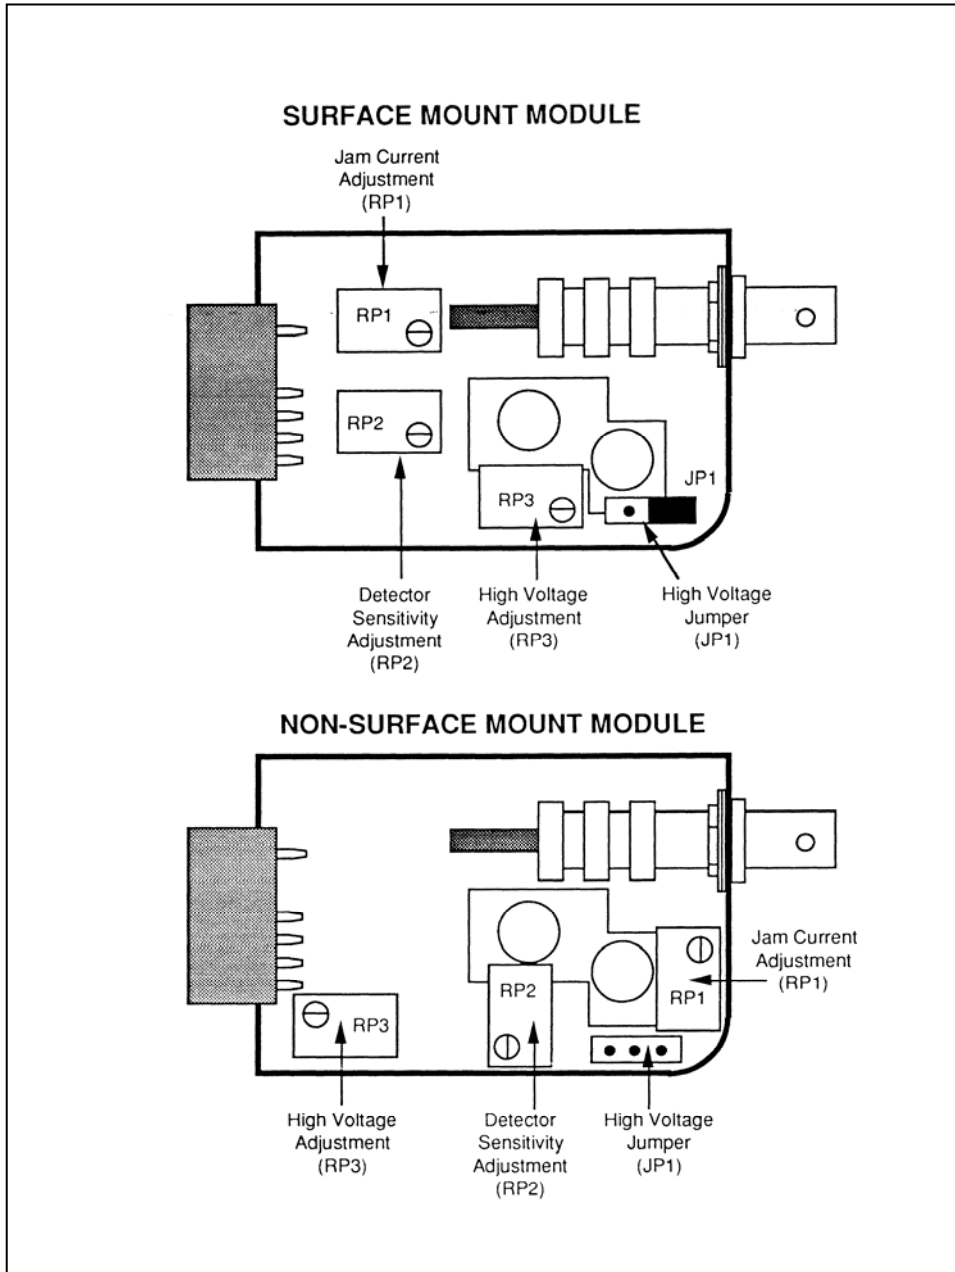 SURFACE MOUNT MODULE
Jam Current
Adjustment
(RP1)
RP1
RP2
RP3
JP1
Detector
Sensitivity
Adjustment
(RP2)
High Voltage
Adjustment
(RP3)
High Voltage
Jumper
(JP1)
NON-SURFACE MOUNT MODULE
RP3
RP2
RP1
Jam Current
Adjustment
(RP1)
High Voltage
Adjustment
(RP3)
Detector
Sensitivity
Adjustment
(RP2)
High Voltage
Jumper
(JP1)